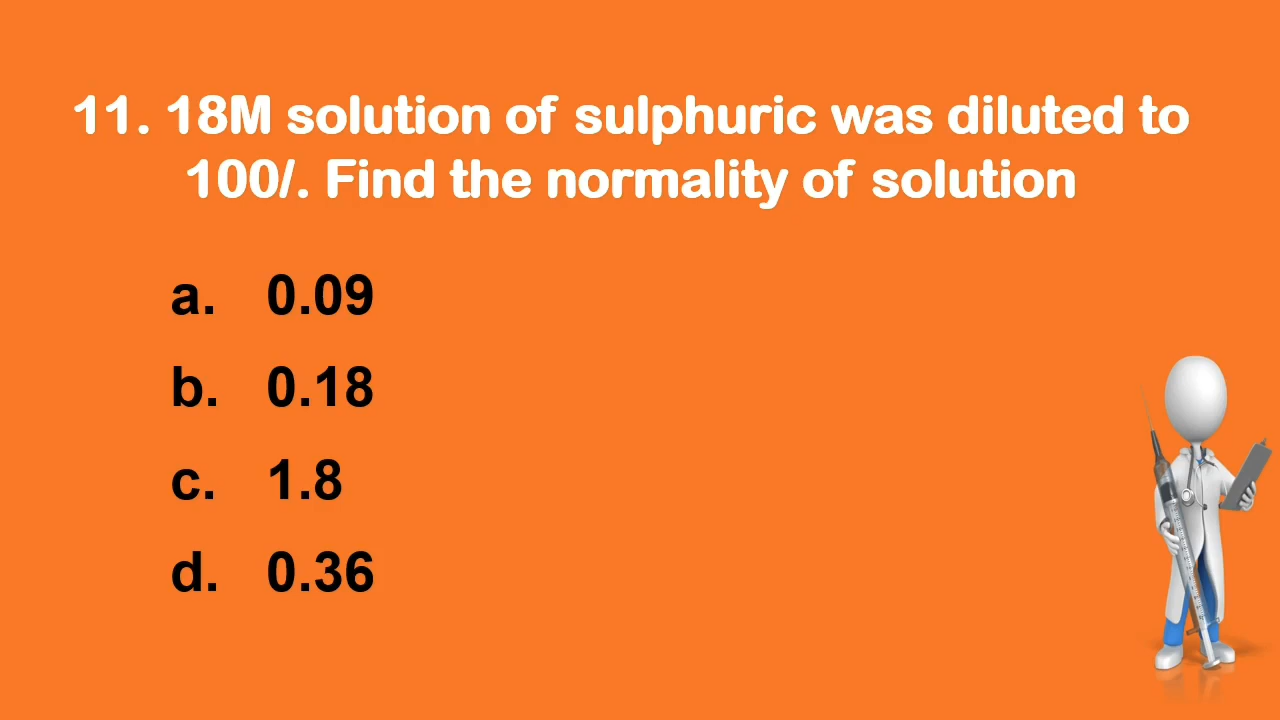 11. 18M solution of sulphuric was diluted to
100/. Find the normality of solution
a. 0.09
b. 0.18
c. 1.8
d. 0.36